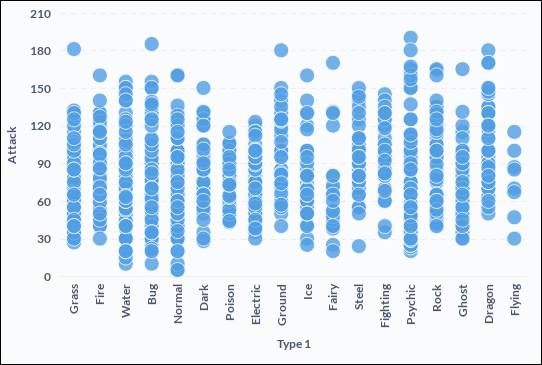 210
180
150
120
90
60
30
0
Attack
Grass
Fire
Water
Bug
Normal
Dark
Poison
Electric
Ground
Ice
Fairy
Steel
Fighting
Psychic
Rock
Ghost
Dragon
Flying
Type 1